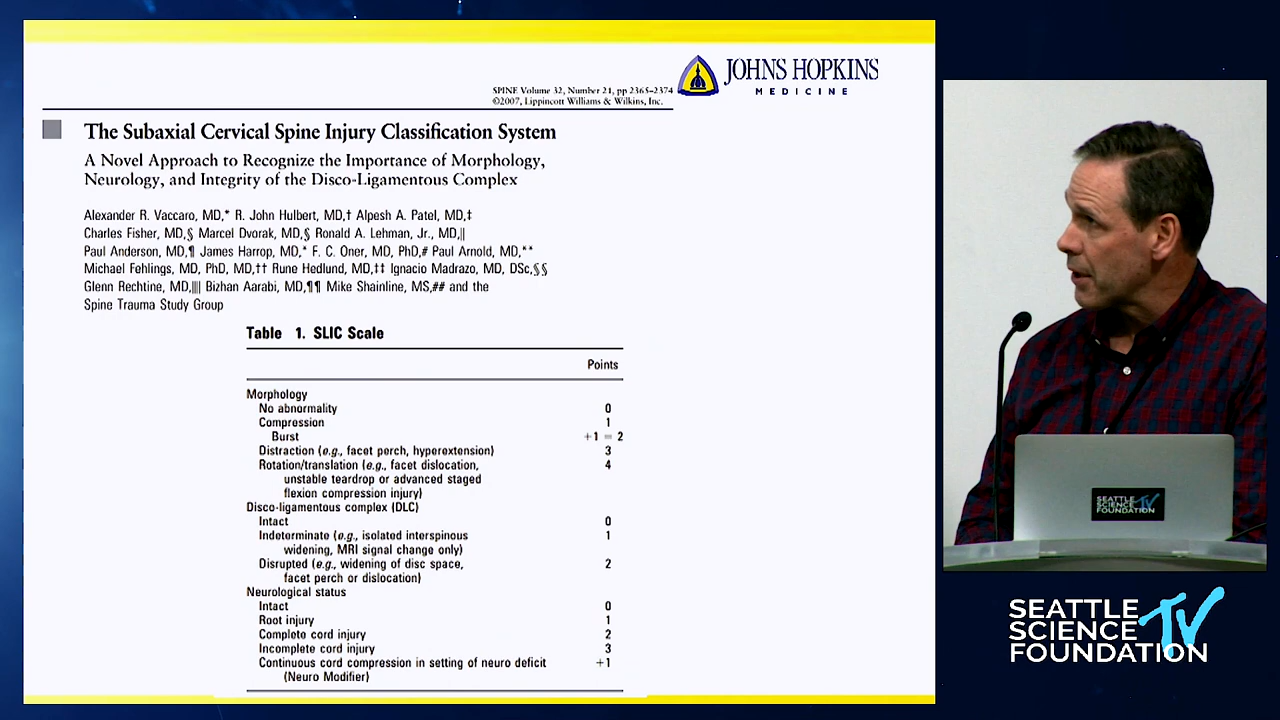 JOHNS HOPKINS
MEDICINE
SPINE Volume 32, Number 21, pp 2365–2374
©2007, Lippincott Williams & Wilkins, Inc.
The Subaxial Cervical Spine Injury Classification System
A Novel Approach to Recognize the Importance of Morphology,
Neurology, and Integrity of the Disco-Ligamentous Complex
Alexander R. Vaccaro, MD,* R. John Hulbert, MD,† Alpesh A. Patel, MD,‡
Charles Fisher, MD,§ Marcel Dvorak, MD,§ Ronald A. Lehman, Jr., MD,||
Paul Anderson, MD,¶ James Harrop, MD,* F. C. Oner, MD, PhD,# Paul Arnold, MD,**
Michael Fehlings, MD, PhD, MD,†† Rune Hedlund, MD,‡‡ Ignacio Madrazo, MD, DSc,§§
Glenn Rechtine, MD,|||| Bizhan Aarabi, MD,¶¶ Mike Shainline, MS,## and the
Spine Trauma Study Group
Table 1. SLIC Scale
Points
Morphology
No abnormality 0
Compression 1
Burst +1 = 2
Distraction (e.g., facet perch, hyperextension) 3
Rotation/translation (e.g., facet dislocation, 4
unstable teardrop or advanced staged
flexion compression injury)
Disco-ligamentous complex (DLC)
Intact 0
Indeterminate (e.g., isolated interspinous 1
widening, MRI signal change only)
Disrupted (e.g., widening of disc space, 2
facet perch or dislocation)
Neurological status
Intact 0
Root injury 1
Complete cord injury 2
Incomplete cord injury 3
Continuous cord compression in setting of neuro deficit +1
(Neuro Modifier)
SEATTLE
SCIENCE TV
FOUNDATION
SEATTLE
SCIENCE TV
FOUNDATION